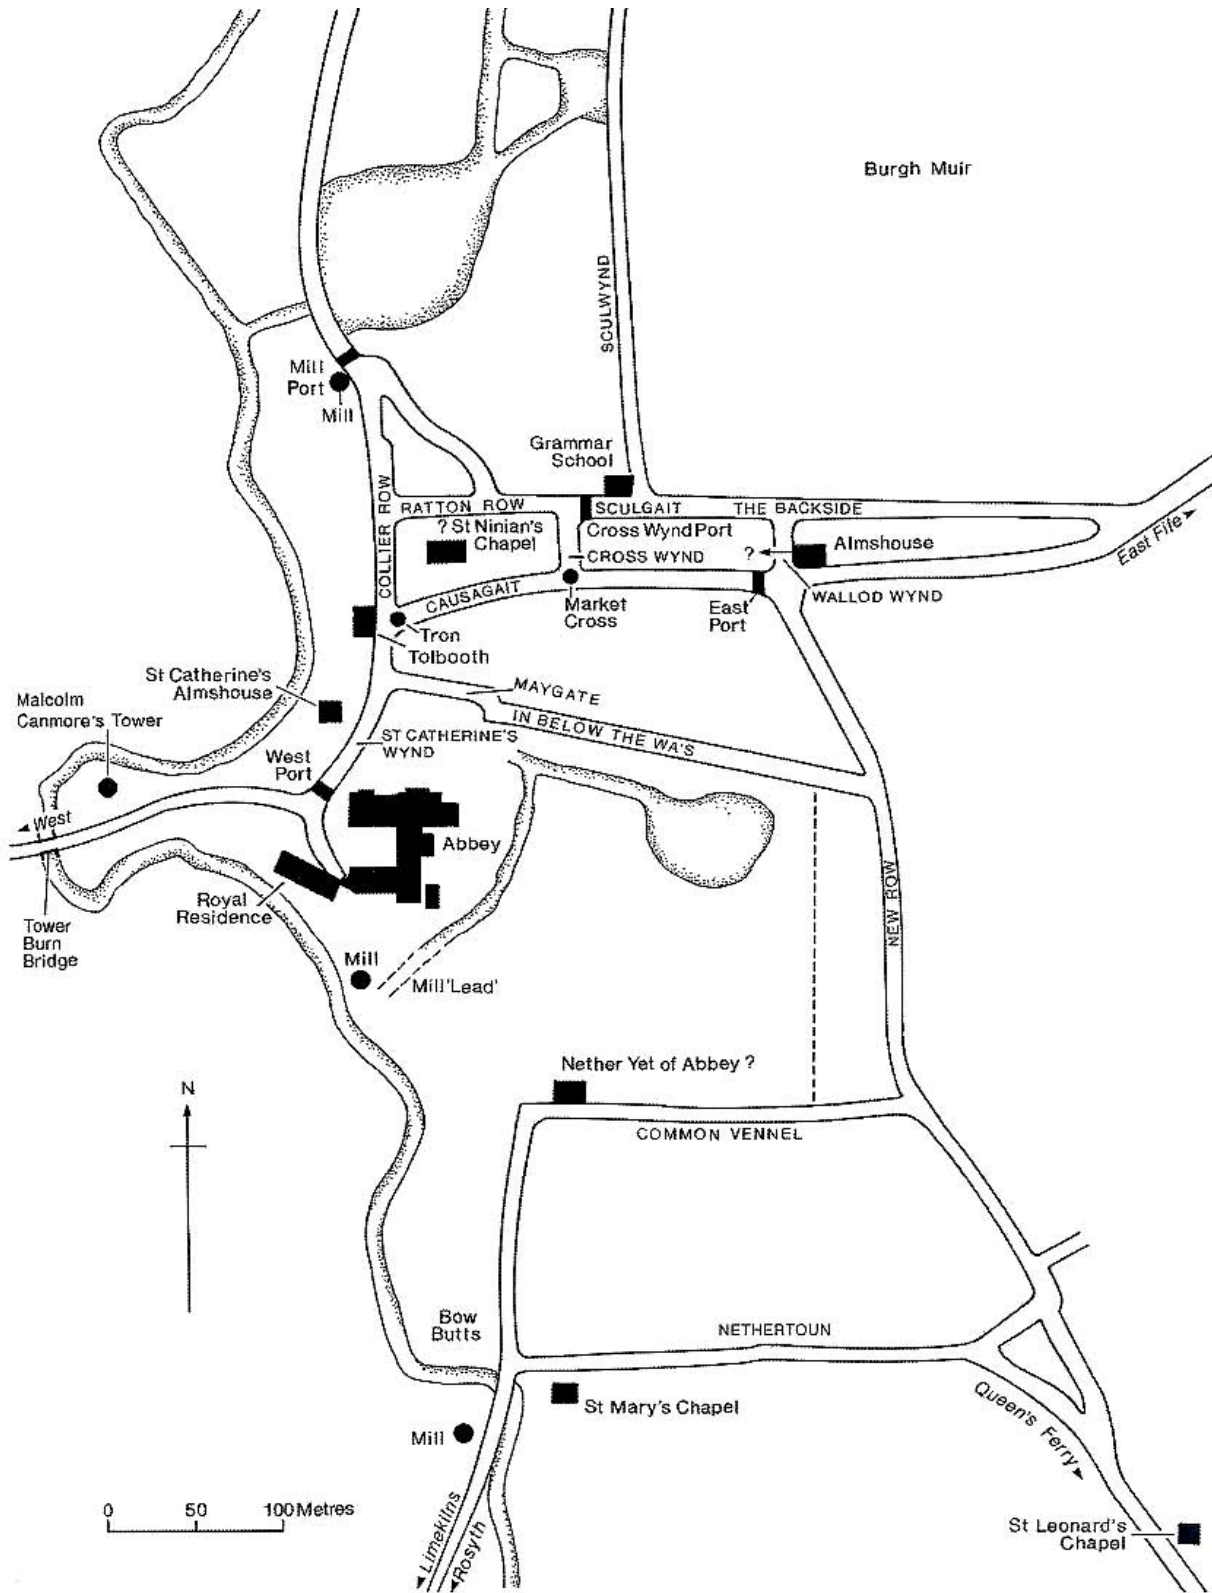 Burgh Muir
SCULWYND
Mill
Port
Mill
Grammar
School
COLLIER ROW
RATTON ROW
SCULGAIT
THE BACKSIDE
? St Ninian's
Chapel
Cross Wynd Port
CROSS WYND
?
Almshouse
East Fife
WALLOD WYND
CAUSAGAIT
Market
Cross
East
Port
Tron
Tolbooth
St Catherine's
Almshouse
MAYGATE
IN BELOW THE WA'S
Malcolm
Canmore's Tower
ST CATHERINE'S
WYND
West
Port
West
Abbey
Royal
Residence
NEW ROW
Tower
Burn
Bridge
Mill
Mill 'Lead'
Nether Yet of Abbey ?
N
COMMON VENNEL
Bow
Butts
NETHERTOUN
St Mary's Chapel
Queen's Ferry
Mill
0 50 100 Metres
Limekilns
Rosyth
St Leonard's
Chapel